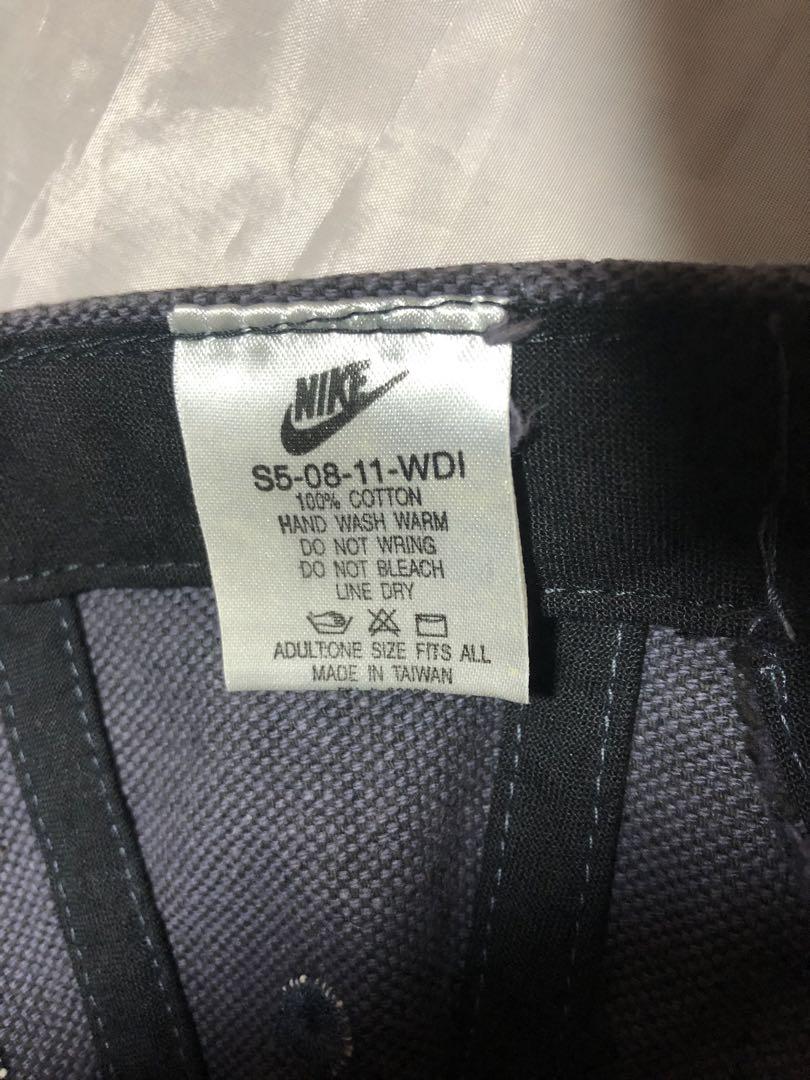 NIKE
S5-08-11-WDI
100% COTTON
HAND WASH WARM
DO NOT WRING
DO NOT BLEACH
LINE DRY
ADULT ONE SIZE FITS ALL
MADE IN TAIWAN